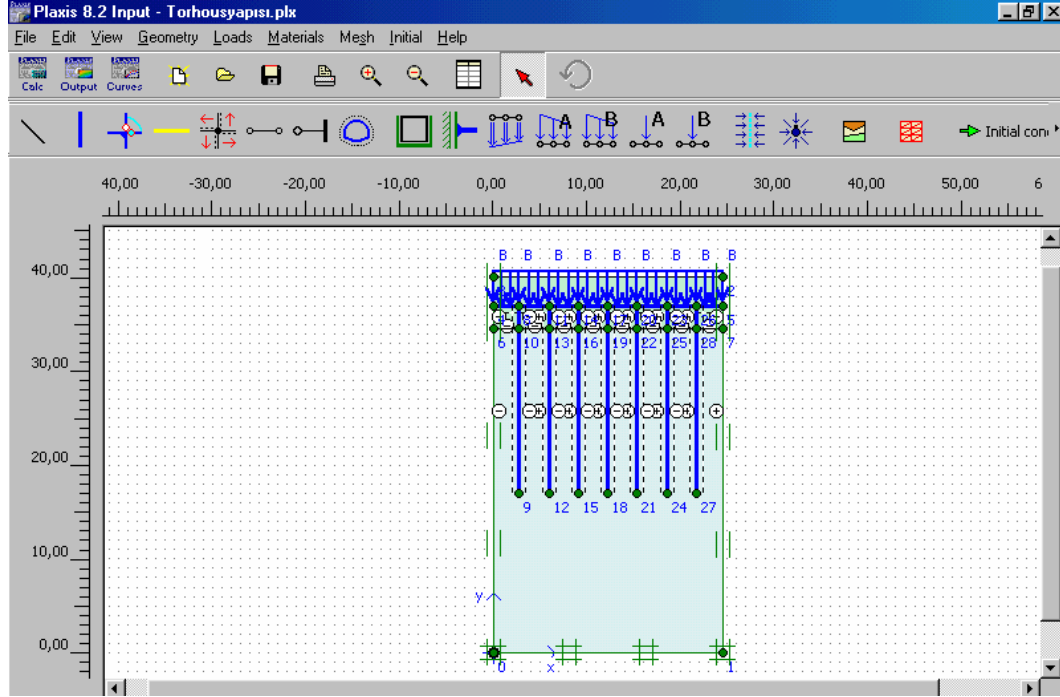 Plaxis 8.2 Input - Torhousyapısı.plx
File Edit View Geometry Loads Materials Mesh Initial Help
Calc Output Curves
A B A B Initial con
40,00 -30,00 -20,00 -10,00 0,00 10,00 20,00 30,00 40,00 50,00 6
B B B B B B B B B
40,00
2
5
6 10 13 16 19 22 25 28 7
30,00
20,00
9 12 15 18 21 24 27
10,00
y
0,00
0 x 1